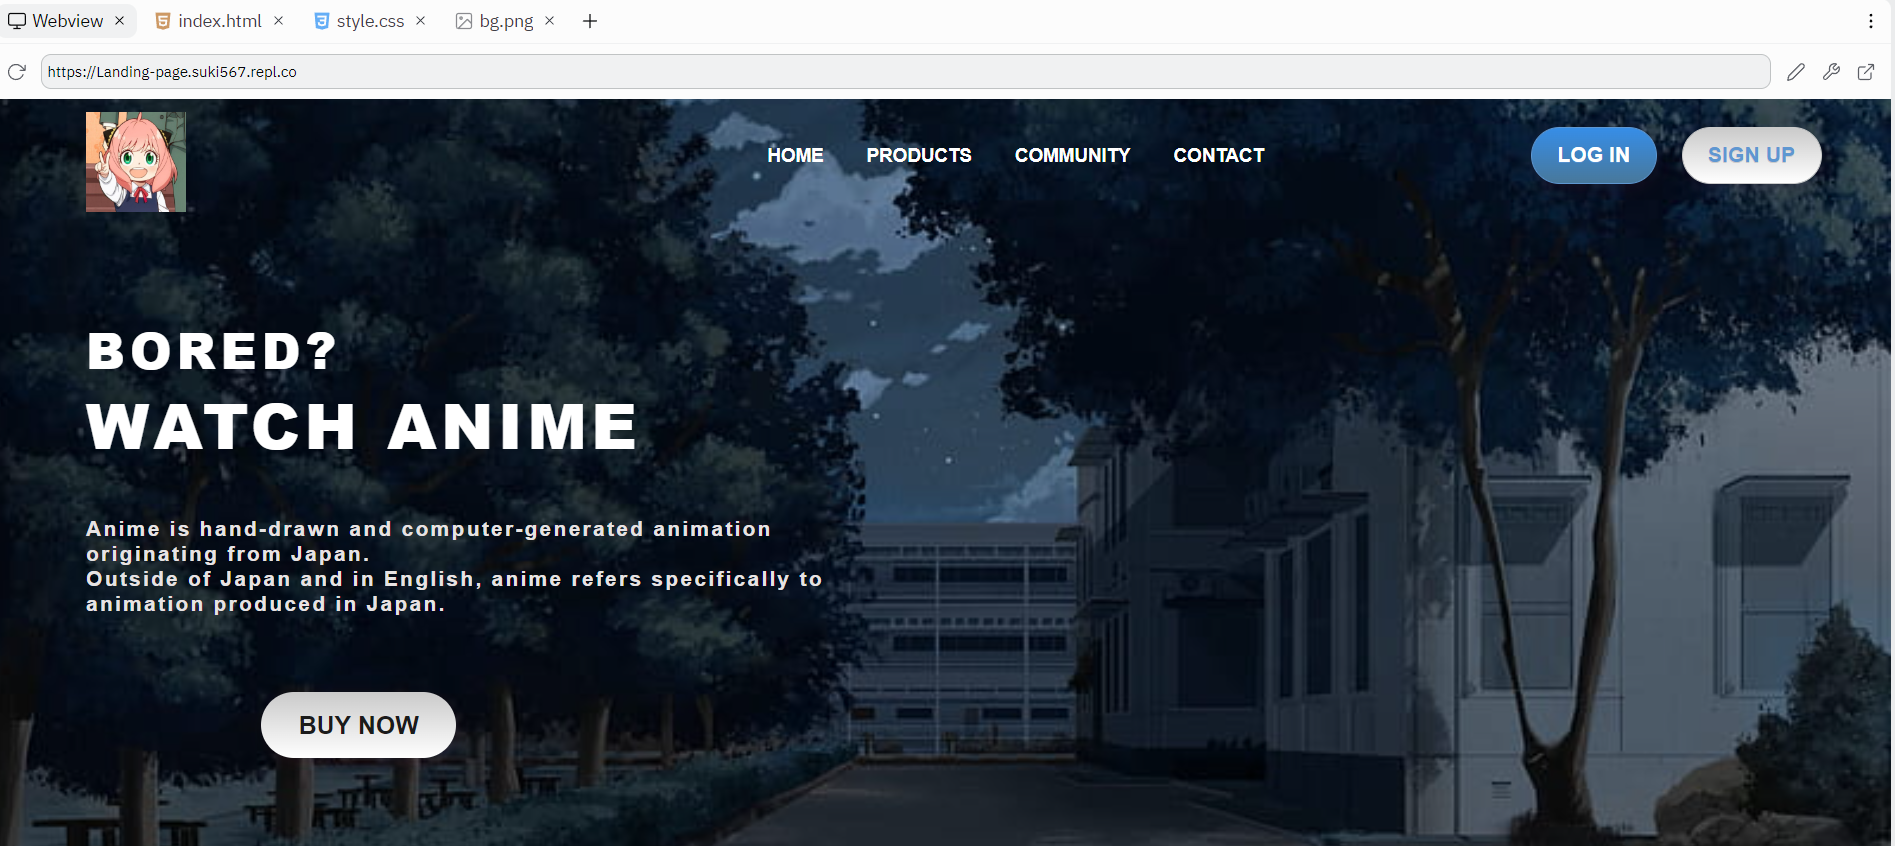 Webview
index.html
style.css
bg.png
https://Landing-page.suki567.repl.co
HOME PRODUCTS COMMUNITY CONTACT
LOG IN SIGN UP
BORED?
WATCH ANIME
Anime is hand-drawn and computer-generated animation
originating from Japan.
Outside of Japan and in English, anime refers specifically to
animation produced in Japan.
BUY NOW